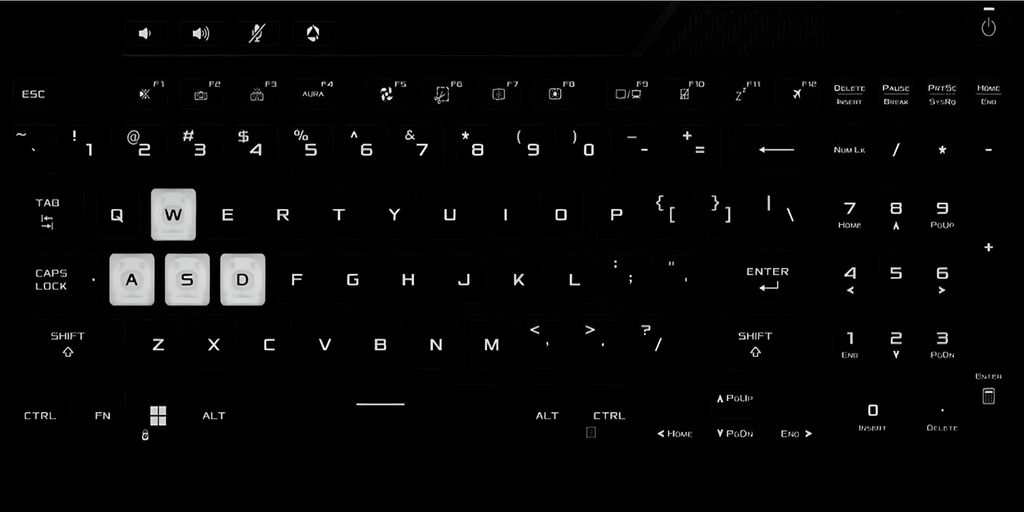 F1 F2 F3 F4 F5 F6 F7 F8 F9 F10 F11 F12 DELETE PAUSE PRTSC HOME
ESC AURA INSERT BREAK SYSRQ END
~ ! @ # $ % ^ & * ( ) _ +
` 1 2 3 4 5 6 7 8 9 0 - = NUM LK / * -
TAB Q W E R T Y U I O P { [ } ] | \ 7 8 9
HOME PGUP
+
CAPS LOCK A S D F G H J K L : ; " ' ENTER 4 5 6
SHIFT Z X C V B N M < , > . ? / SHIFT 1 2 3
END PGDN
ENTER
CTRL FN ALT ALT CTRL PGUP 0 .
HOME PGDN END INSERT DELETE